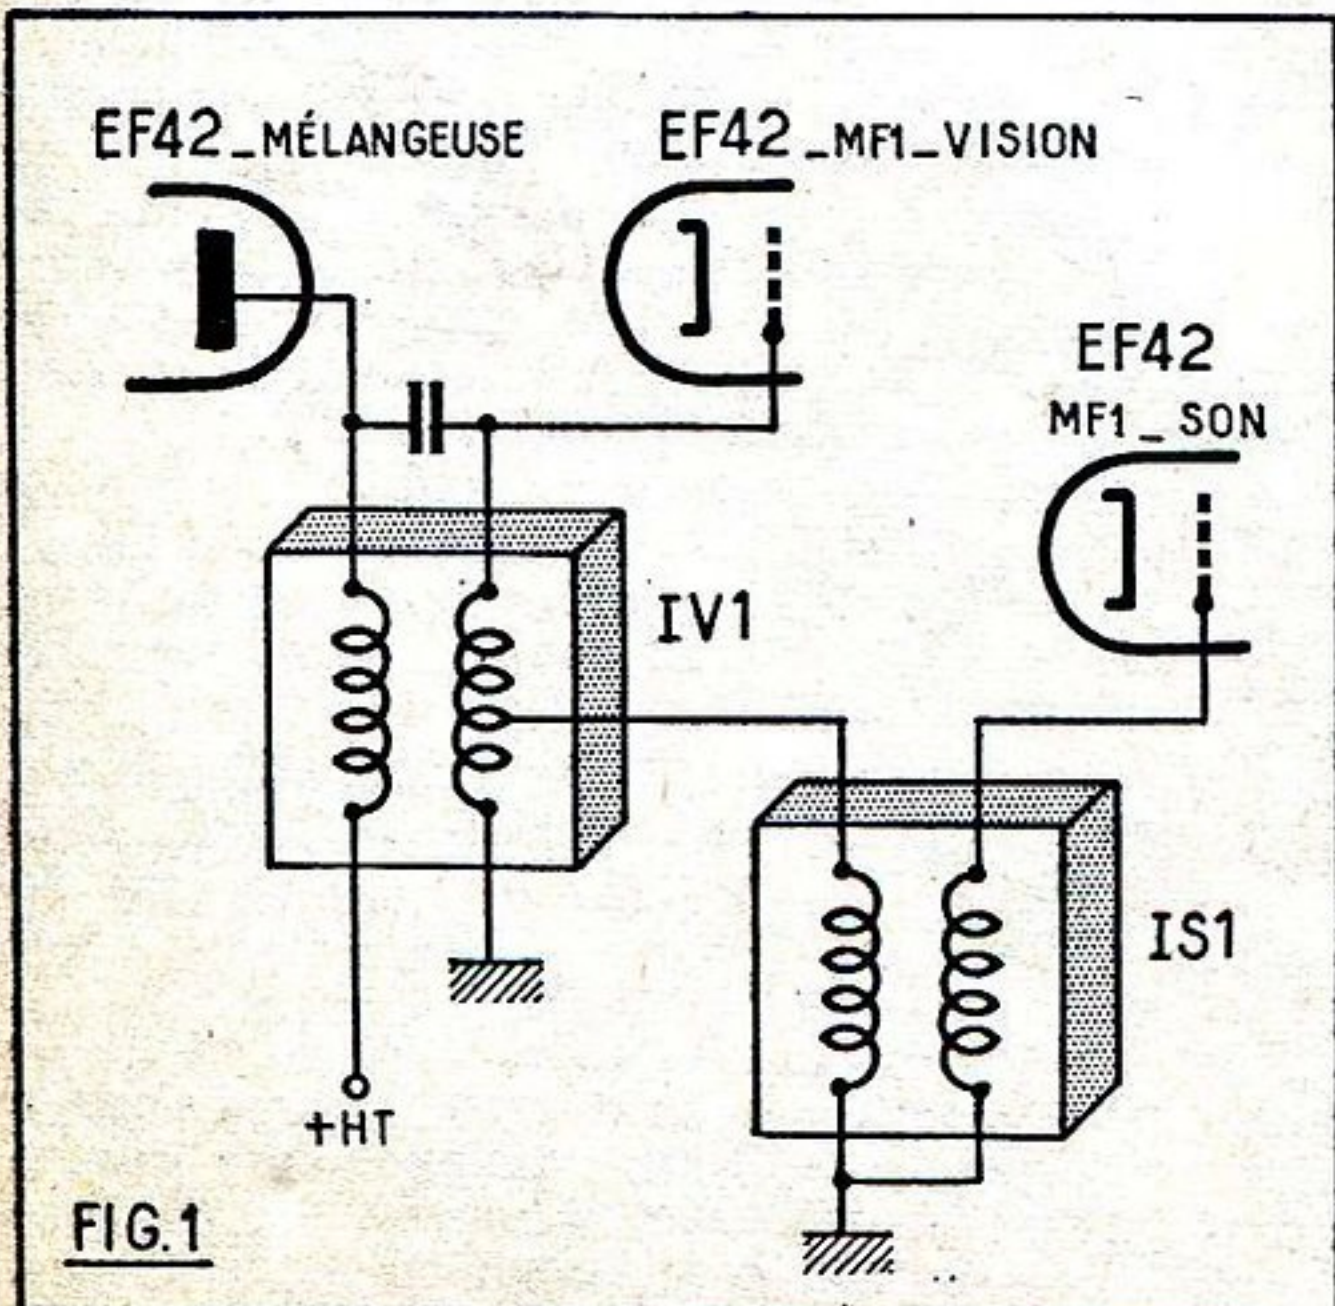 EF42_MÉLANGEUSE
EF42_MF1_VISION
EF42
MF1_SON
IV1
IS1
+HT
FIG.1